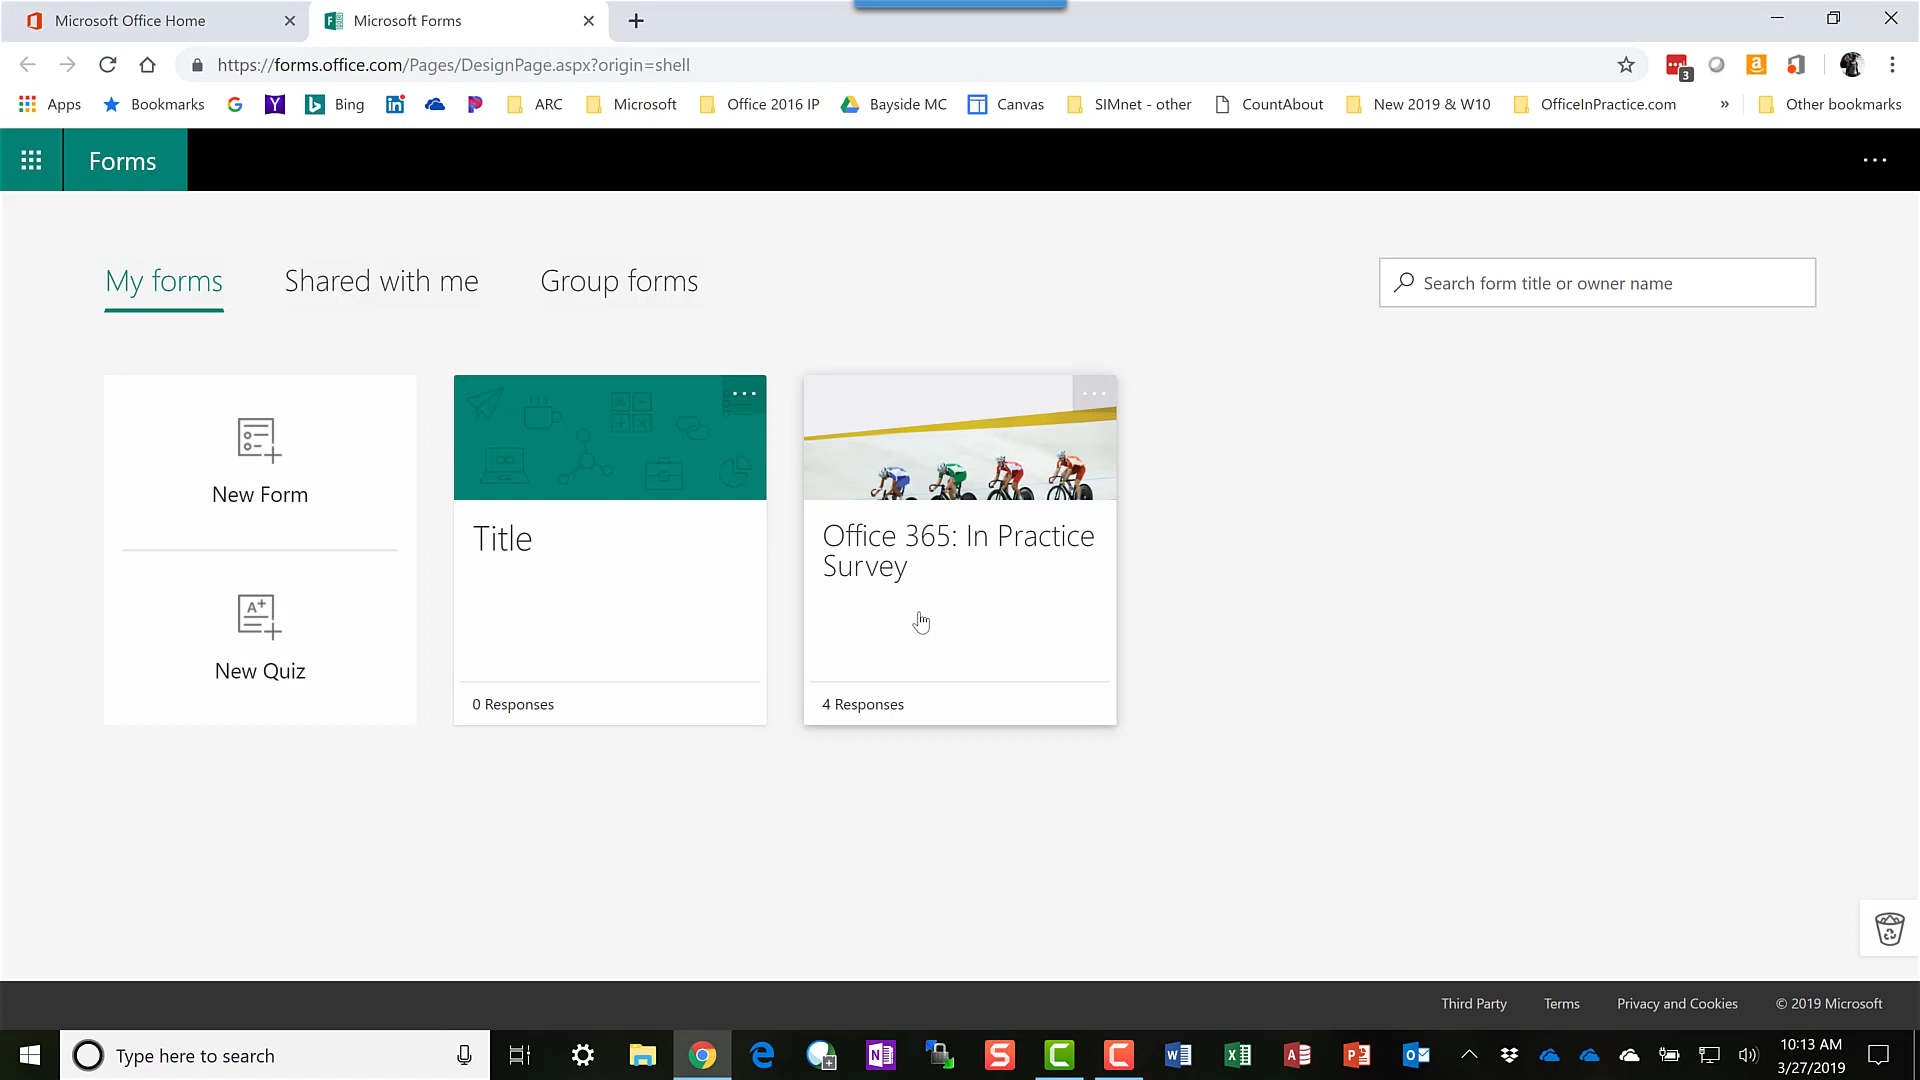 Microsoft Office Home
Microsoft Forms
https://forms.office.com/Pages/DesignPage.aspx?origin=shell
3
Apps
Bookmarks
Bing
ARC
Microsoft
Office 2016 IP
Bayside MC
Canvas
SIMnet - other
CountAbout
New 2019 & W10
OfficeInPractice.com
»
Other bookmarks
Forms
My forms
Shared with me
Group forms
Search form title or owner name
New Form
New Quiz
Title
0 Responses
Office 365: In Practice
Survey
4 Responses
Third Party
Terms
Privacy and Cookies
© 2019 Microsoft
Type here to search
10:13 AM
3/27/2019